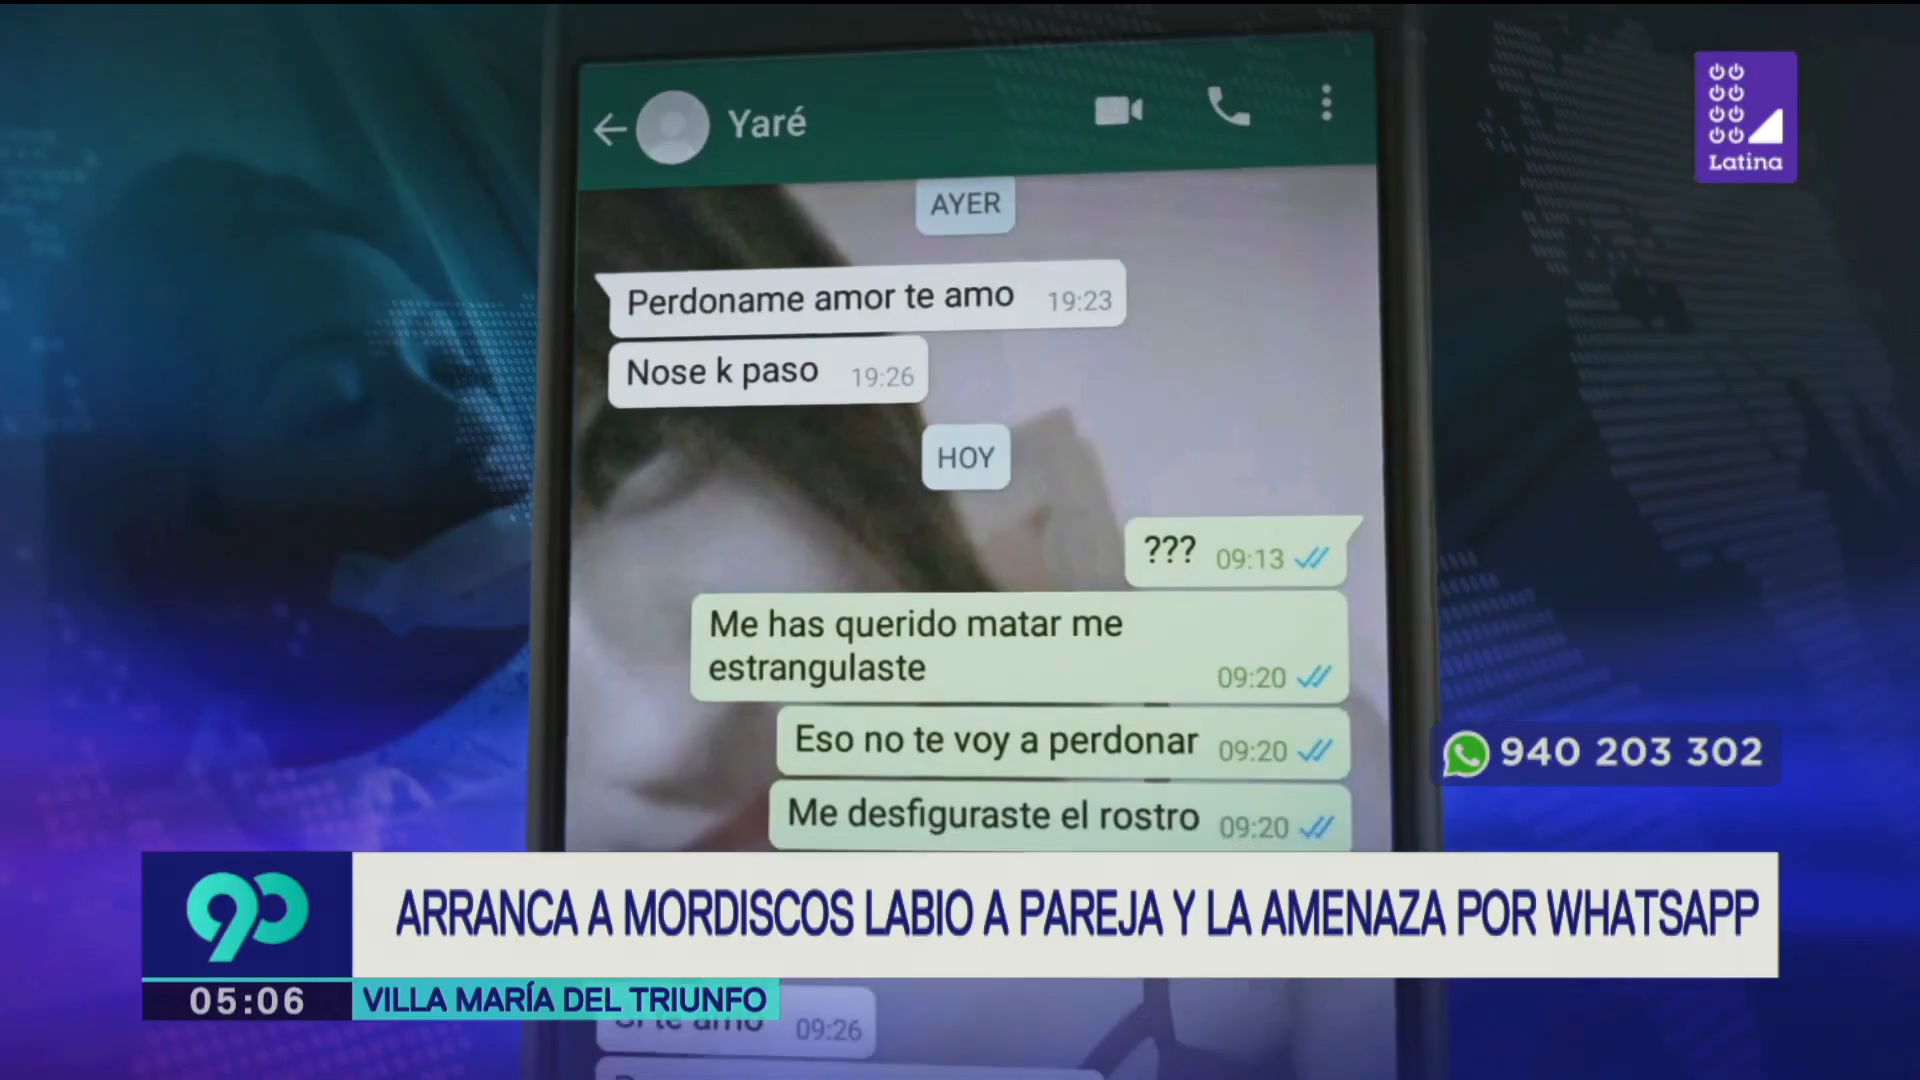 Yaré
Latina
AYER
Perdoname amor te amo 19:23
Nose k paso 19:26
HOY
??? 09:13
Me has querido matar me
estrangulaste 09:20
Eso no te voy a perdonar 09:20
Me desfiguraste el rostro 09:20
940 203 302
90
ARRANCA A MORDISCOS LABIO A PAREJA Y LA AMENAZA POR WHATSAPP
05:06
VILLA MARÍA DEL TRIUNFO
Si te amo 09:26